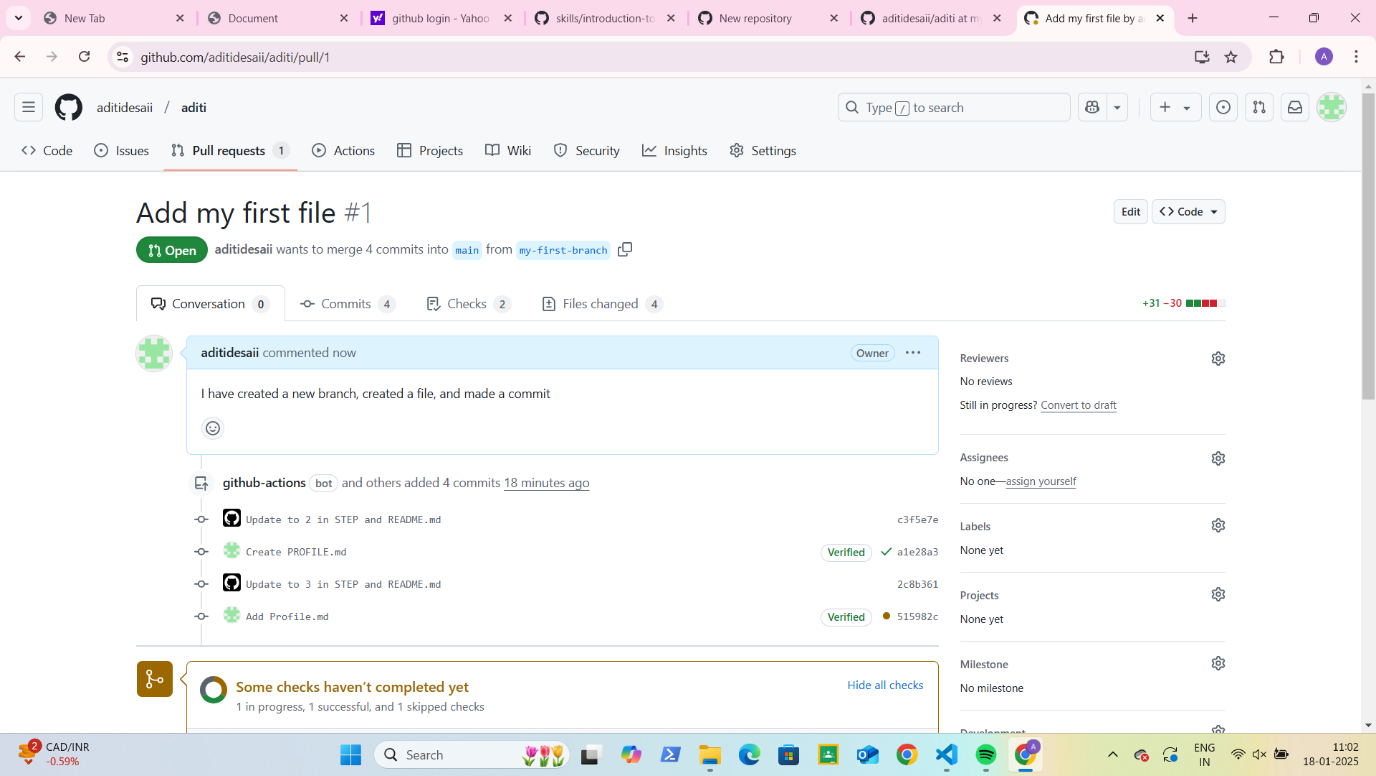 New Tab
Document
github login - Yahoo
skills/introduction-to
New repository
aditidesaii/aditi at my
Add my first file by a
github.com/aditidesaii/aditi/pull/1
A
aditidesaii / aditi
Type / to search
Code
Issues
Pull requests 1
Actions
Projects
Wiki
Security
Insights
Settings
Add my first file #1
Edit
Code
Open
aditidesaii wants to merge 4 commits into main from my-first-branch
Conversation 0
Commits 4
Checks 2
Files changed 4
+31 −30
aditidesaii commented now
Owner
I have created a new branch, created a file, and made a commit
github-actions bot and others added 4 commits 18 minutes ago
Update to 2 in STEP and README.md c3f5e7e
Create PROFILE.md Verified a1e28a3
Update to 3 in STEP and README.md 2c8b361
Add Profile.md Verified 515982c
Some checks haven't completed yet
Hide all checks
1 in progress, 1 successful, and 1 skipped checks
Reviewers
No reviews
Still in progress? Convert to draft
Assignees
No one—assign yourself
Labels
None yet
Projects
None yet
Milestone
No milestone
Development
2
CAD/INR
-0.59%
Search
A
ENG
IN
11:02
18-01-2025